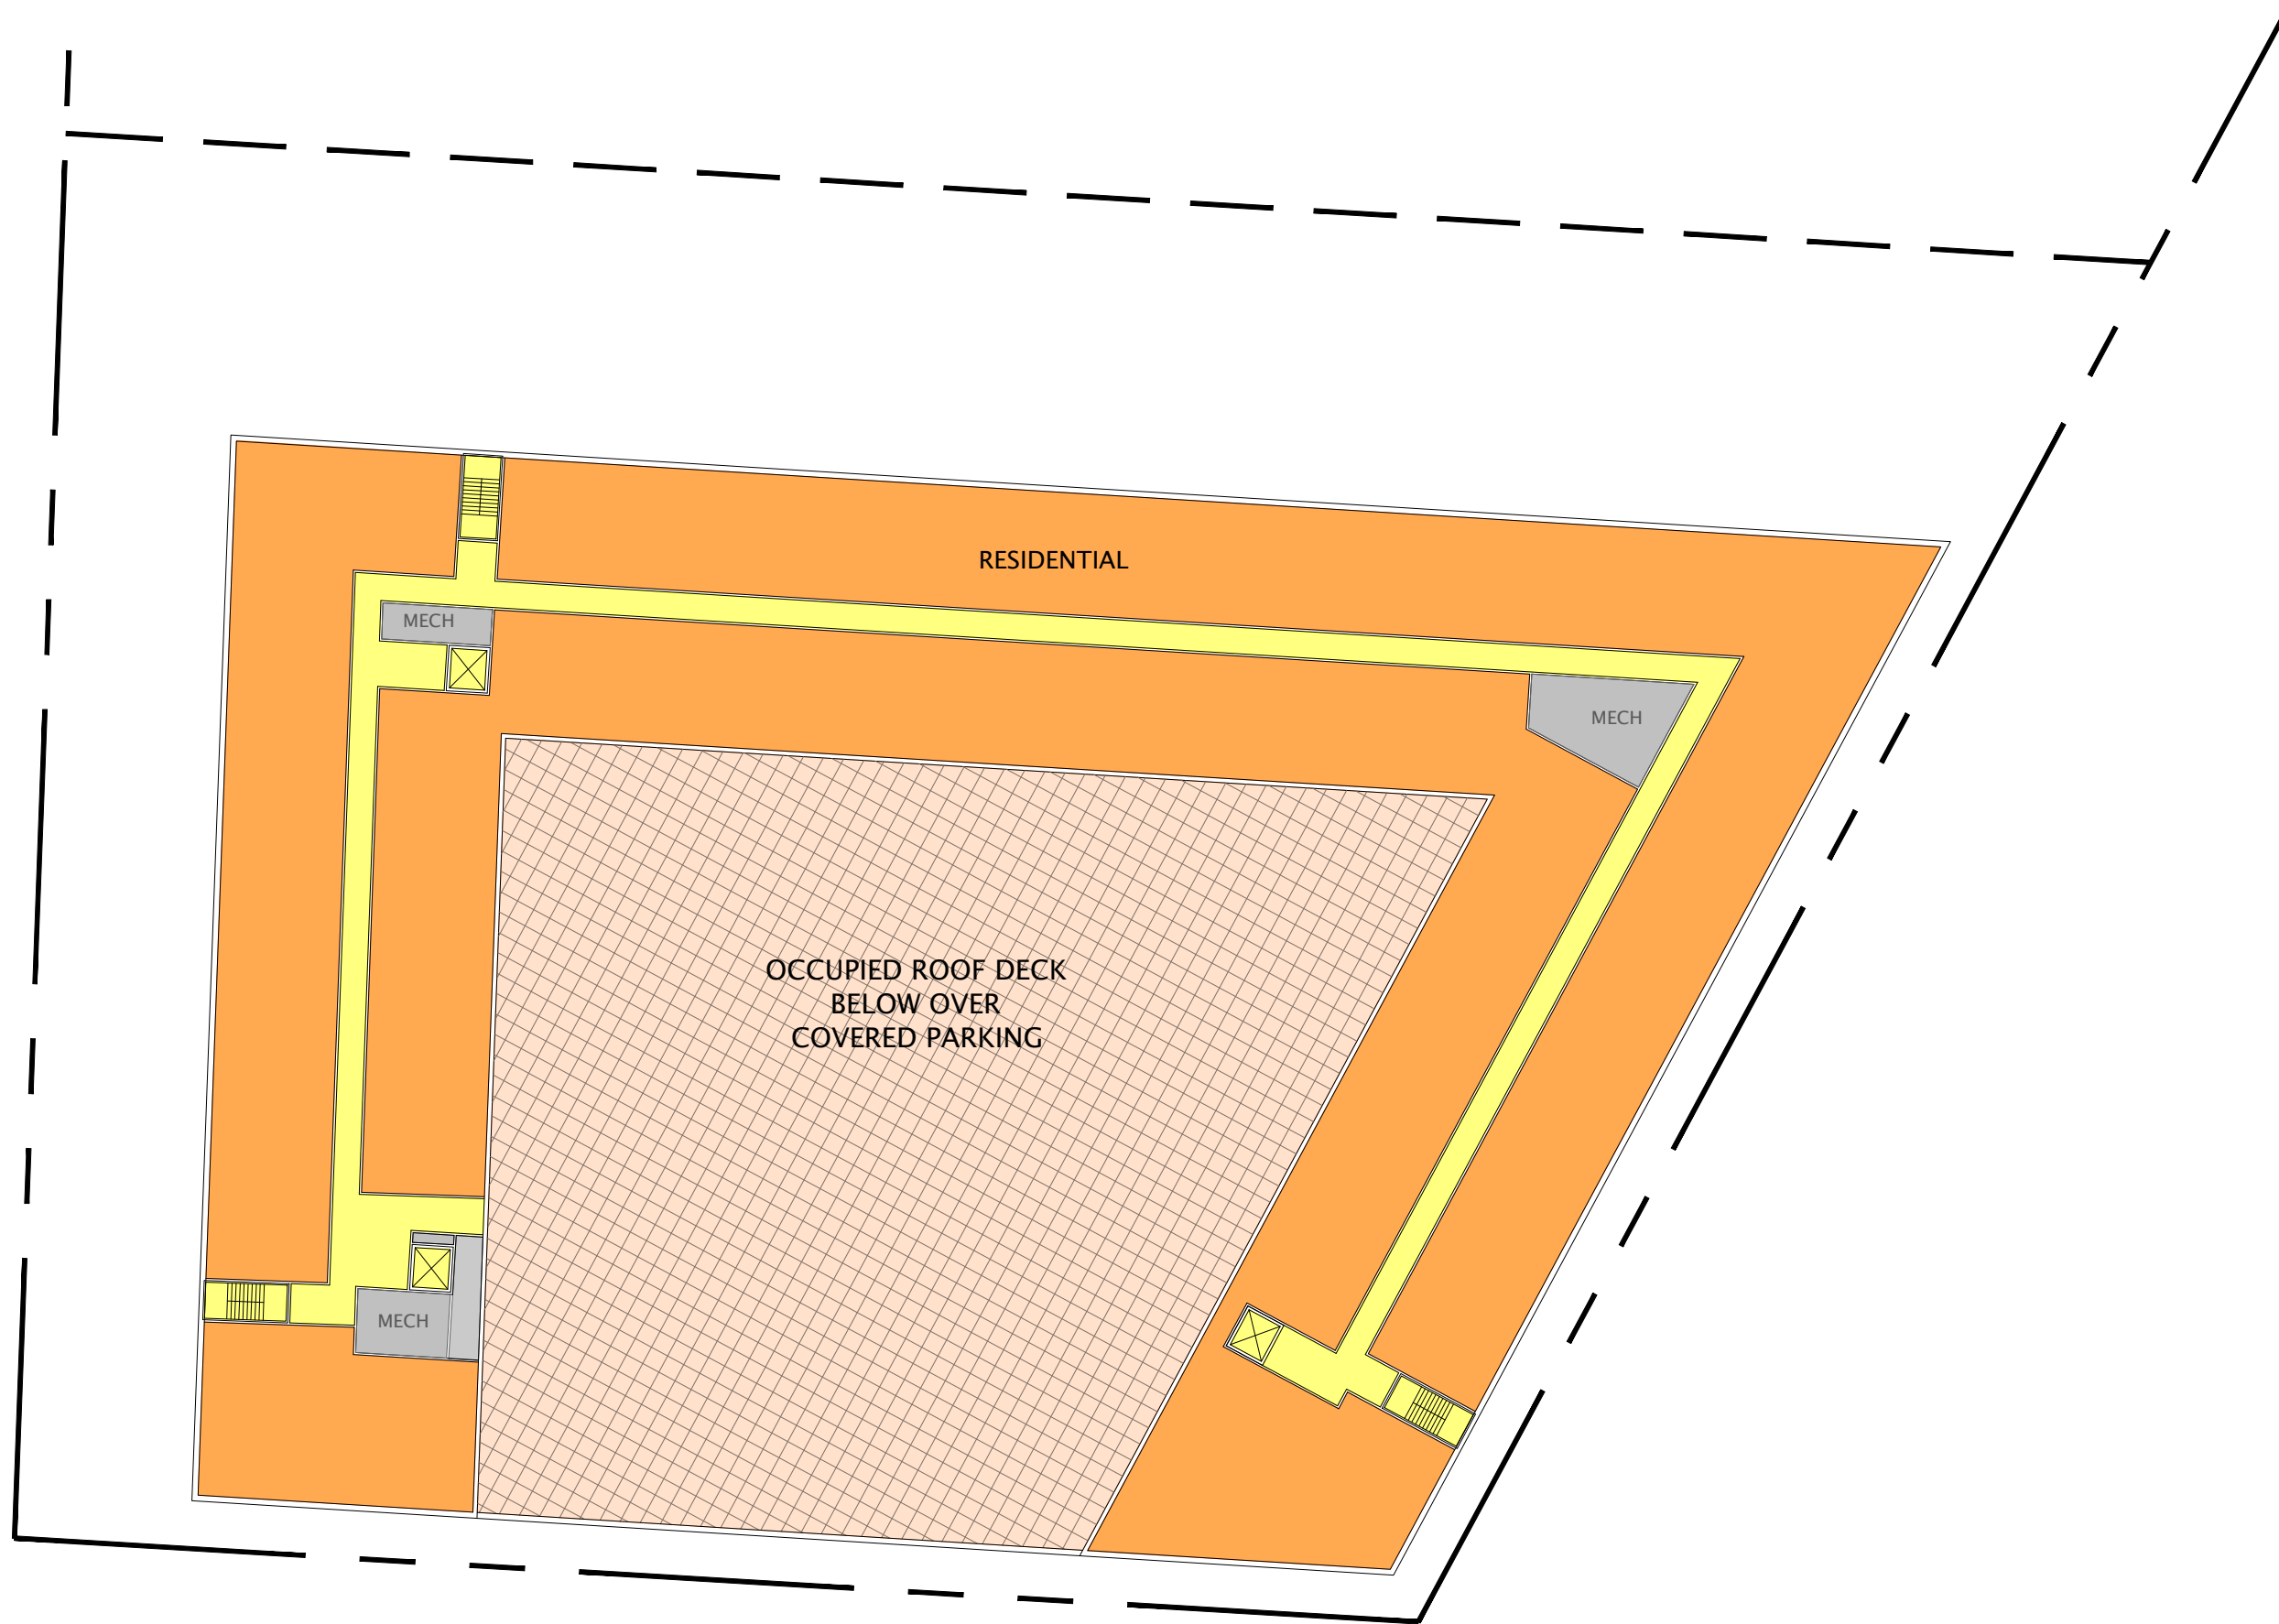 RESIDENTIAL
MECH
MECH
OCCUPIED ROOF DECK
BELOW OVER
COVERED PARKING
MECH